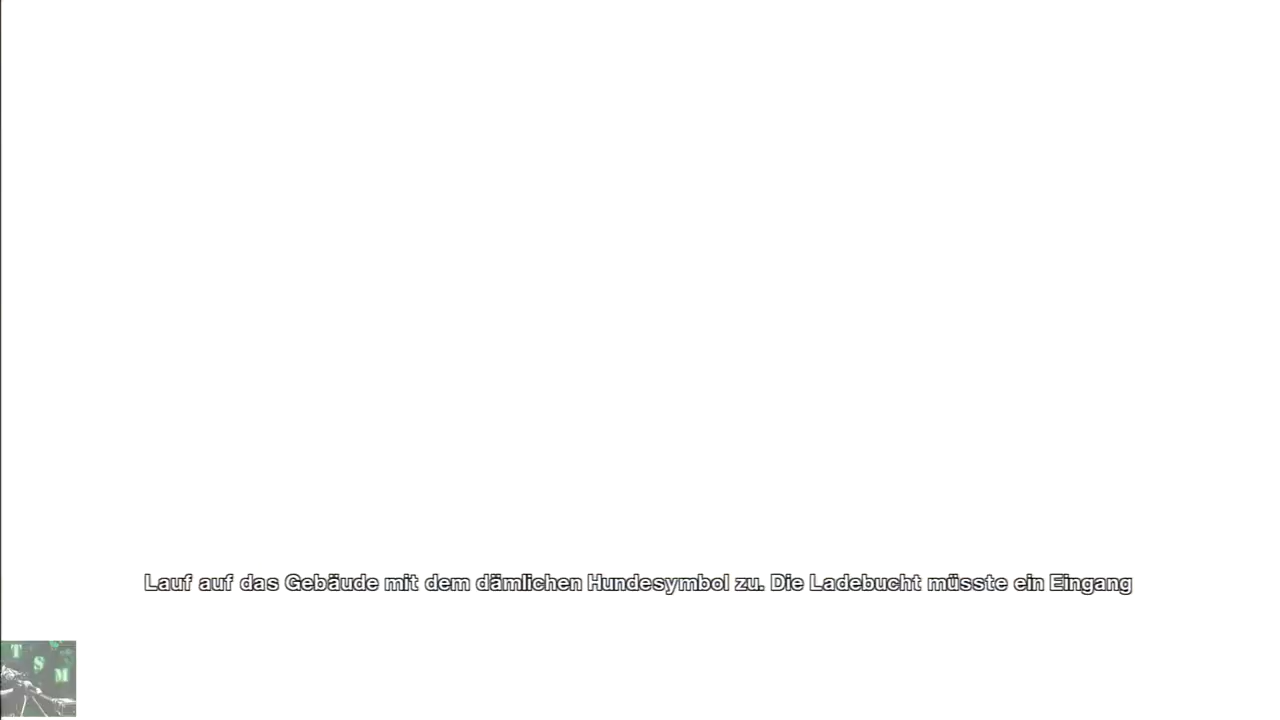 Lauf auf das Gebäude mit dem dämlichen Hundesymbol zu. Die Ladebucht müsste ein Eingang
T S M